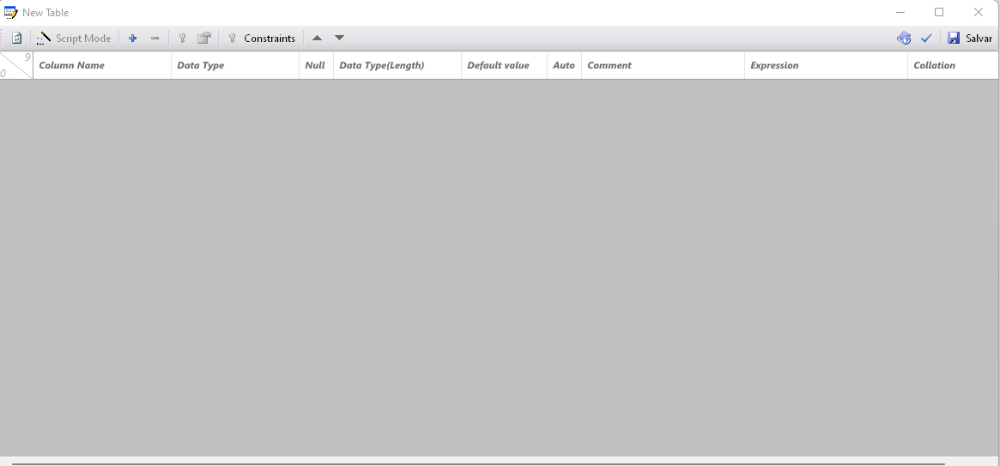 New Table
Script Mode Constraints Salvar
9
0 Column Name Data Type Null Data Type(Length) Default value Auto Comment Expression Collation